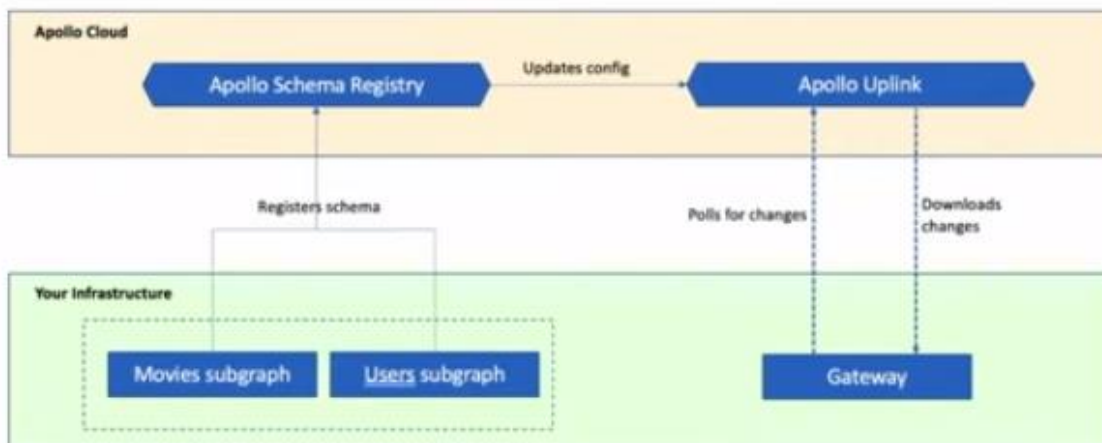 Apollo Cloud
Apollo Schema Registry
Updates config
Apollo Uplink
Registers schema
Polls for changes
Downloads
changes
Your Infrastructure
Movies subgraph
Users subgraph
Gateway